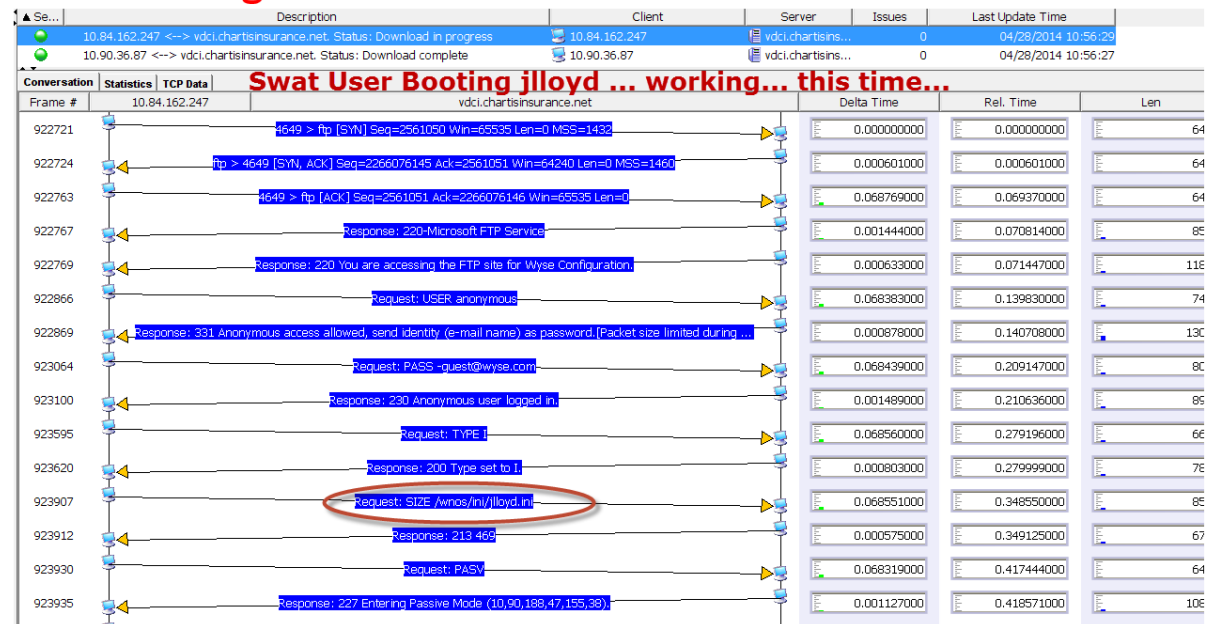 Se... Description Client Server Issues Last Update Time
10.84.162.247 <--> vdci.chartisinsurance.net. Status: Download in progress 10.84.162.247 vdci.chartisins... 0 04/28/2014 10:56:29
10.90.36.87 <--> vdci.chartisinsurance.net. Status: Download complete 10.90.36.87 vdci.chartisins... 0 04/28/2014 10:56:27
Conversation Statistics TCP Data Swat User Booting jlloyd ... working... this time...
Frame # 10.84.162.247 vdci.chartisinsurance.net Delta Time Rel. Time Len
922721 4649 > ftp [SYN] Seq=2561050 Win=65535 Len=0 MSS=1432 0.000000000 0.000000000 64
922724 ftp > 4649 [SYN, ACK] Seq=2266076145 Ack=2561051 Win=64240 Len=0 MSS=1460 0.000601000 0.000601000 64
922763 4649 > ftp [ACK] Seq=2561051 Ack=2266076146 Win=65535 Len=0 0.068769000 0.069370000 64
922767 Response: 220-Microsoft FTP Service 0.001444000 0.070814000 85
922769 Response: 220 You are accessing the FTP site for Wyse Configuration. 0.000633000 0.071447000 118
922866 Request: USER anonymous 0.068383000 0.139830000 74
922869 Response: 331 Anonymous access allowed, send identity (e-mail name) as password.[Packet size limited during ... 0.000878000 0.140708000 130
923064 Request: PASS -guest@wyse.com 0.068439000 0.209147000 80
923100 Response: 230 Anonymous user logged in. 0.001489000 0.210636000 89
923595 Request: TYPE I 0.068560000 0.279196000 66
923620 Response: 200 Type set to I. 0.000803000 0.279999000 78
923907 Request: SIZE /wnos/ini/jlloyd.ini 0.068551000 0.348550000 85
923912 Response: 213 469 0.000575000 0.349125000 67
923930 Request: PASV 0.068319000 0.417444000 64
923935 Response: 227 Entering Passive Mode (10,90,188,47,155,38). 0.001127000 0.418571000 108